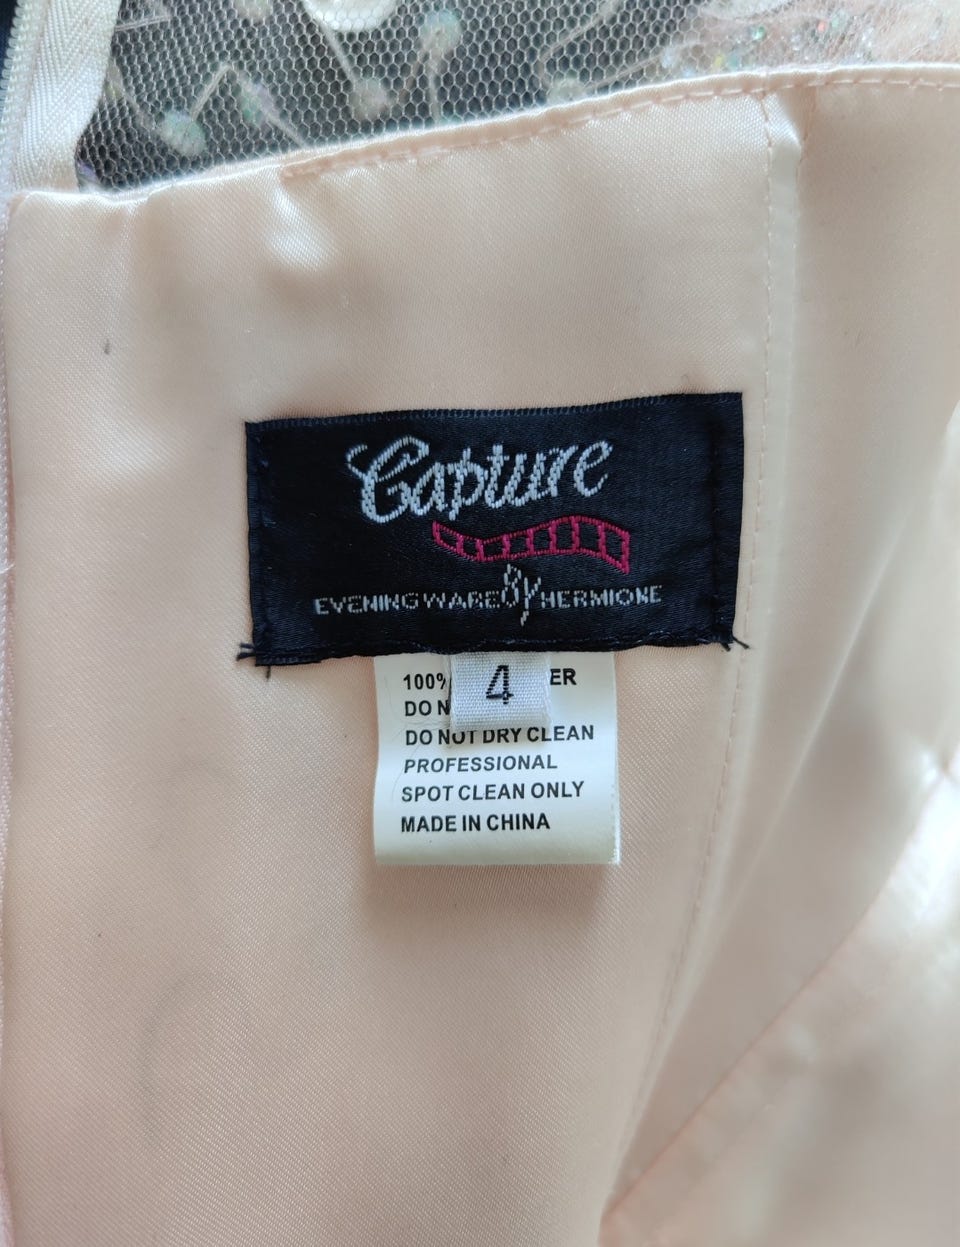 Capture
EVENINGWARE BY HERMIONE
4
100% ER
DO N
DO NOT DRY CLEAN
PROFESSIONAL
SPOT CLEAN ONLY
MADE IN CHINA